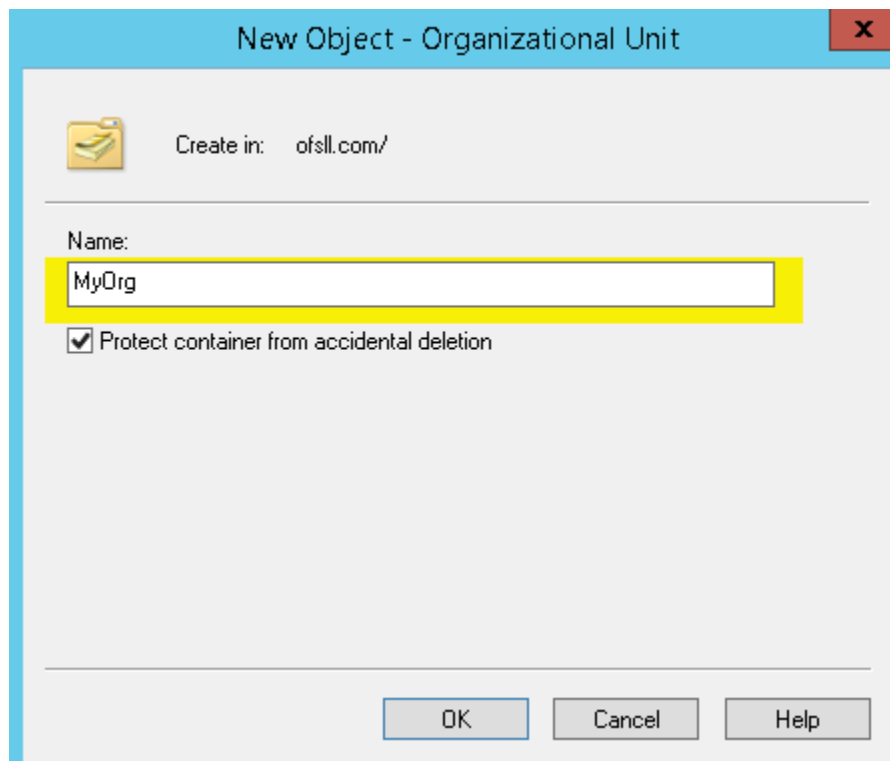 New Object - Organizational Unit
x
Create in: ofsll.com/
Name:
MyOrg
Protect container from accidental deletion
OK Cancel Help